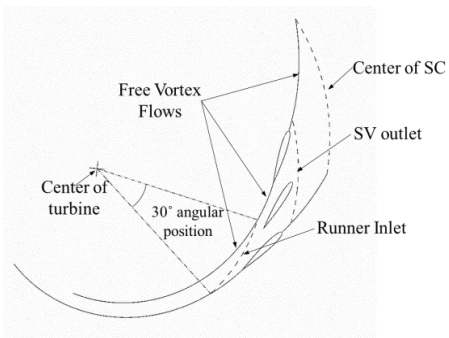 Center of SC
Free Vortex
Flows
SV outlet
Center of
turbine
30° angular
position
Runner Inlet